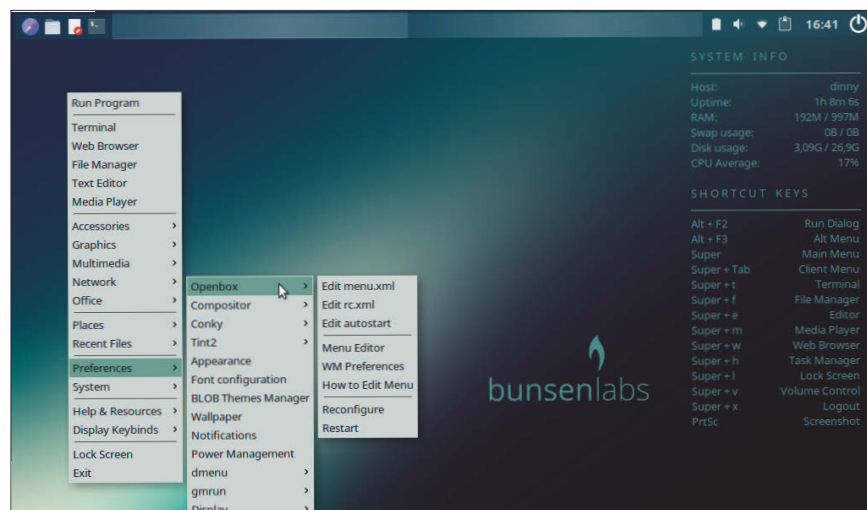 16:41
SYSTEM INFO
Host: dinny
Uptime: 1h 8m 6s
RAM: 192M / 997M
Swap usage: 0B / 0B
Disk usage: 3,09G / 26,9G
CPU Average: 17%
SHORTCUT KEYS
Alt + F2 Run Dialog
Alt + F3 Alt Menu
Super Main Menu
Super + Tab Client Menu
Super + t Terminal
Super + f File Manager
Super + e Editor
Super + m Media Player
Super + w Web Browser
Super + h Task Manager
Super + l Lock Screen
Super + v Volume Control
Super + x Logout
PrtSc Screenshot
Run Program
Terminal
Web Browser
File Manager
Text Editor
Media Player
Accessories
Graphics
Multimedia
Network
Office
Places
Recent Files
Preferences
System
Help & Resources
Display Keybinds
Lock Screen
Exit
Openbox
Compositor
Conky
Tint2
Appearance
Font configuration
BLOB Themes Manager
Wallpaper
Notifications
Power Management
dmenu
gmrun
Display
Edit menu.xml
Edit rc.xml
Edit autostart
Menu Editor
WM Preferences
How to Edit Menu
Reconfigure
Restart
bunsenlabs